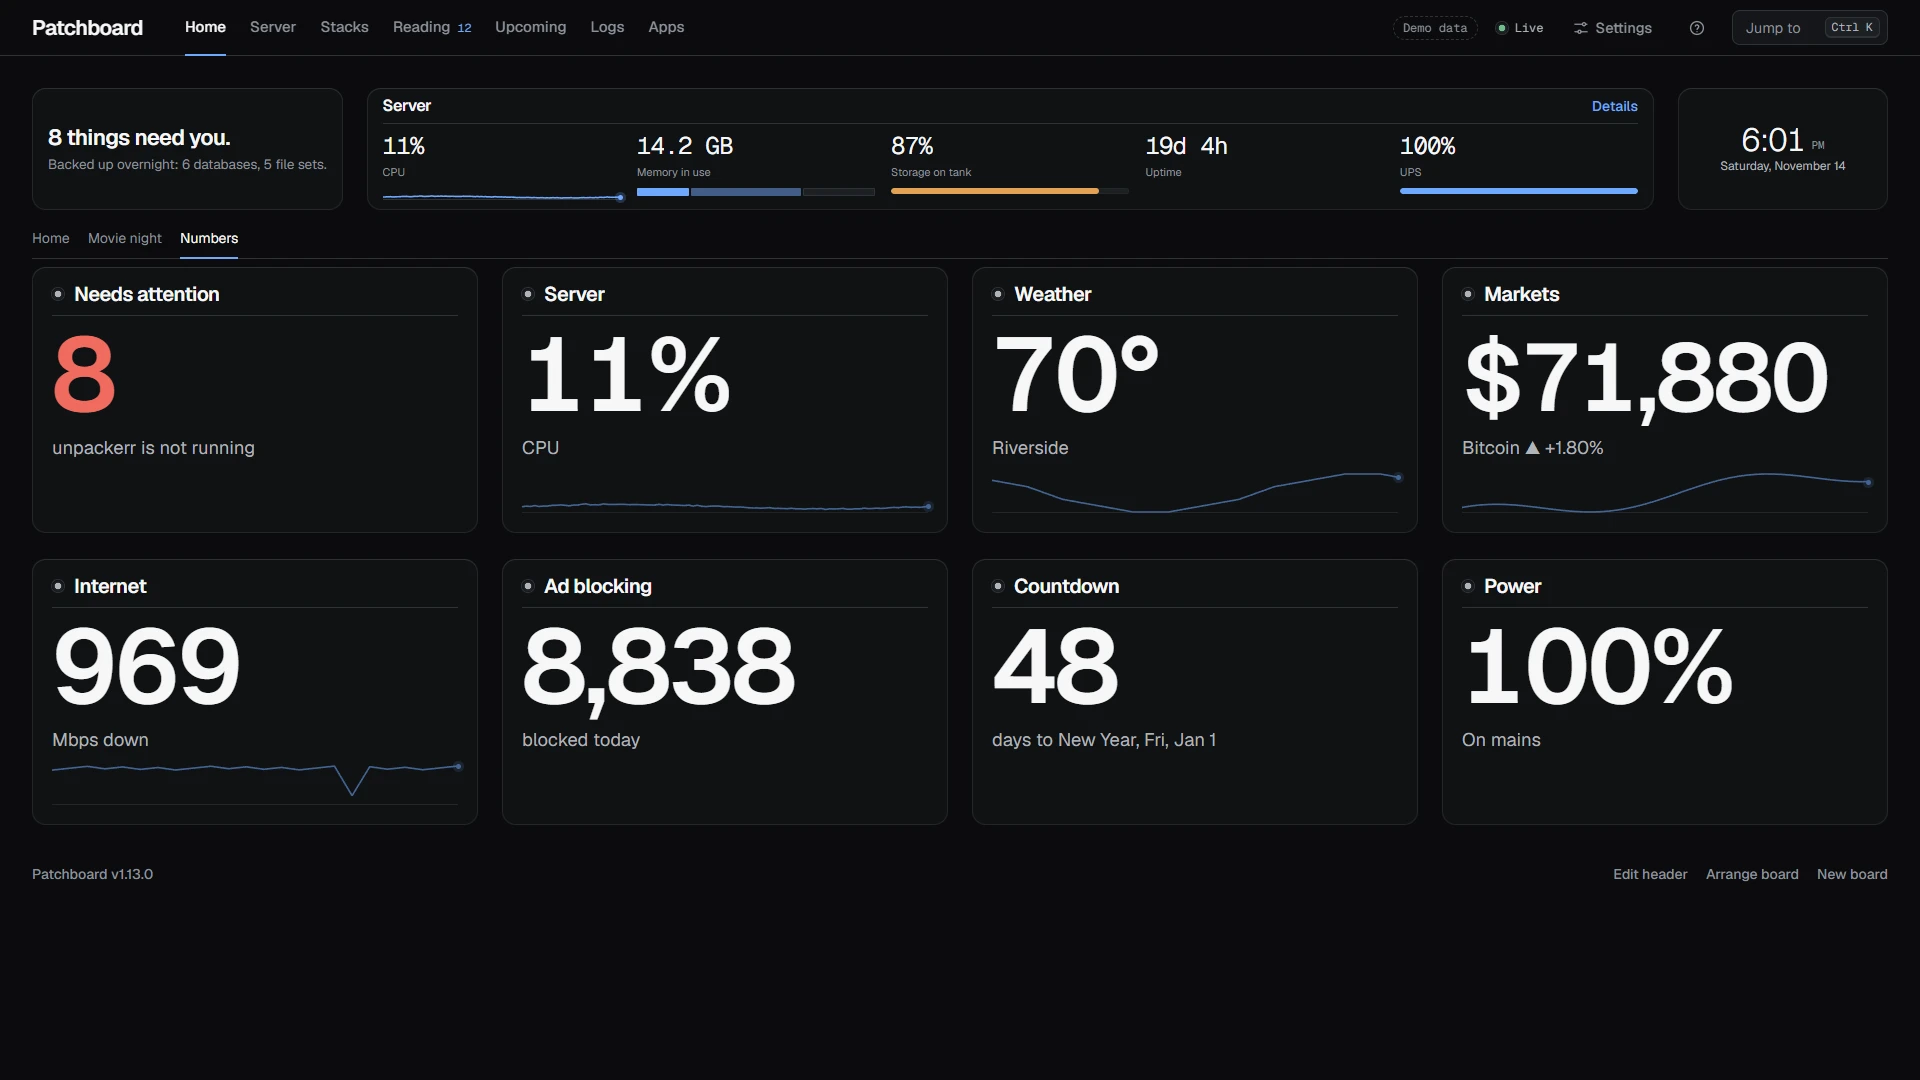 Patchboard
Home
Server
Stacks
Reading 12
Upcoming
Logs
Apps
Demo data
Live
Settings
Jump to
Ctrl K
8 things need you.
Backed up overnight: 6 databases, 5 file sets.
Server
Details
11%
CPU
14.2 GB
Memory in use
87%
Storage on tank
19d 4h
Uptime
100%
UPS
6:01 PM
Saturday, November 14
Home
Movie night
Numbers
Needs attention
8
unpackerr is not running
Server
11%
CPU
Weather
70°
Riverside
Markets
$71,880
Bitcoin ▲ +1.80%
Internet
969
Mbps down
Ad blocking
8,838
blocked today
Countdown
48
days to New Year, Fri, Jan 1
Power
100%
On mains
Patchboard v1.13.0
Edit header
Arrange board
New board